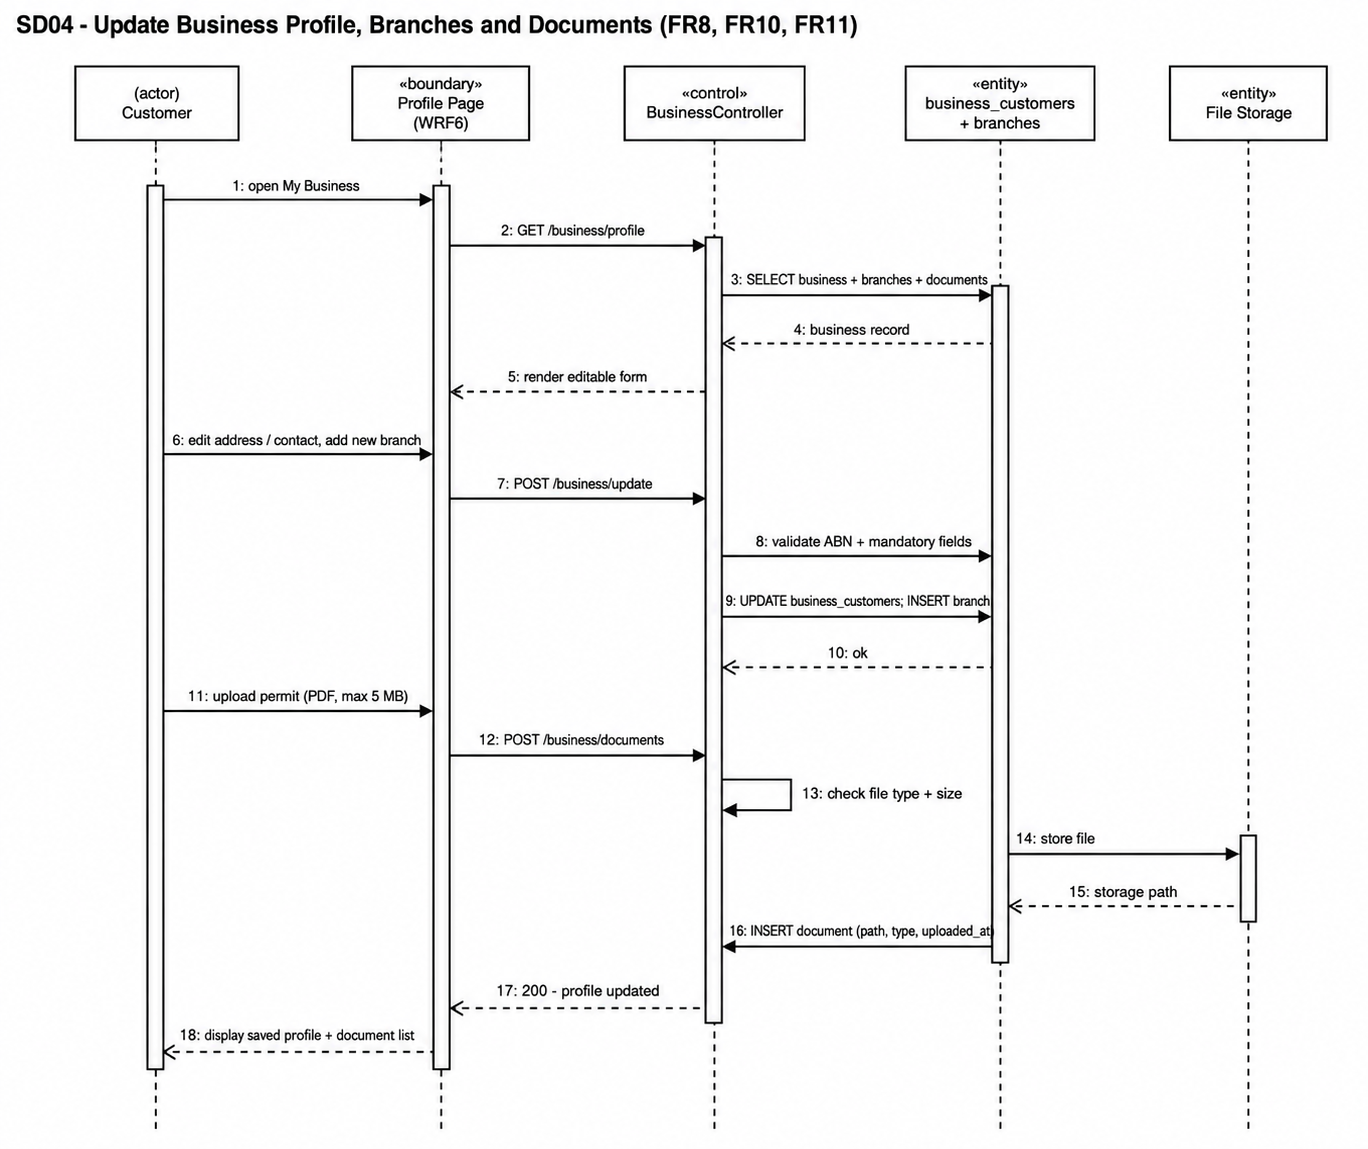 SD04 - Update Business Profile, Branches and Documents (FR8, FR10, FR11)
(actor)
Customer
«boundary»
Profile Page
(WRF6)
«control»
BusinessController
«entity»
business_customers
+ branches
«entity»
File Storage
1: open My Business
2: GET /business/profile
3: SELECT business + branches + documents
4: business record
5: render editable form
6: edit address / contact, add new branch
7: POST /business/update
8: validate ABN + mandatory fields
9: UPDATE business_customers; INSERT branch
10: ok
11: upload permit (PDF, max 5 MB)
12: POST /business/documents
13: check file type + size
14: store file
15: storage path
16: INSERT document (path, type, uploaded_at)
17: 200 - profile updated
18: display saved profile + document list